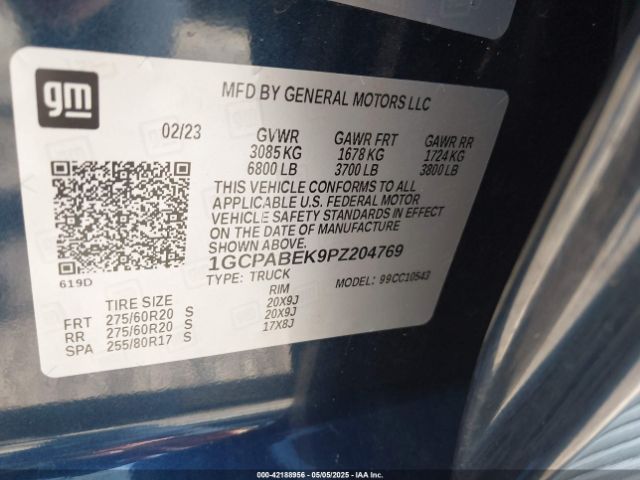 gm
MFD BY GENERAL MOTORS LLC
02/23 GVWR GAWR FRT GAWR RR
3085 KG 1678 KG 1724 KG
6800 LB 3700 LB 3800 LB
THIS VEHICLE CONFORMS TO ALL
APPLICABLE U.S. FEDERAL MOTOR
VEHICLE SAFETY STANDARDS IN EFFECT
ON THE DATE OF MANUFACTURE
SHOWN ABOVE.
1GCPABEK9PZ204769
619D TYPE: TRUCK MODEL: 99CC10543
TIRE SIZE RIM
FRT 275/60R20 S 20X9J
RR 275/60R20 S 20X9J
SPA 255/80R17 S 17X8J
000-42188956 - 05/05/2025 - IAA Inc.